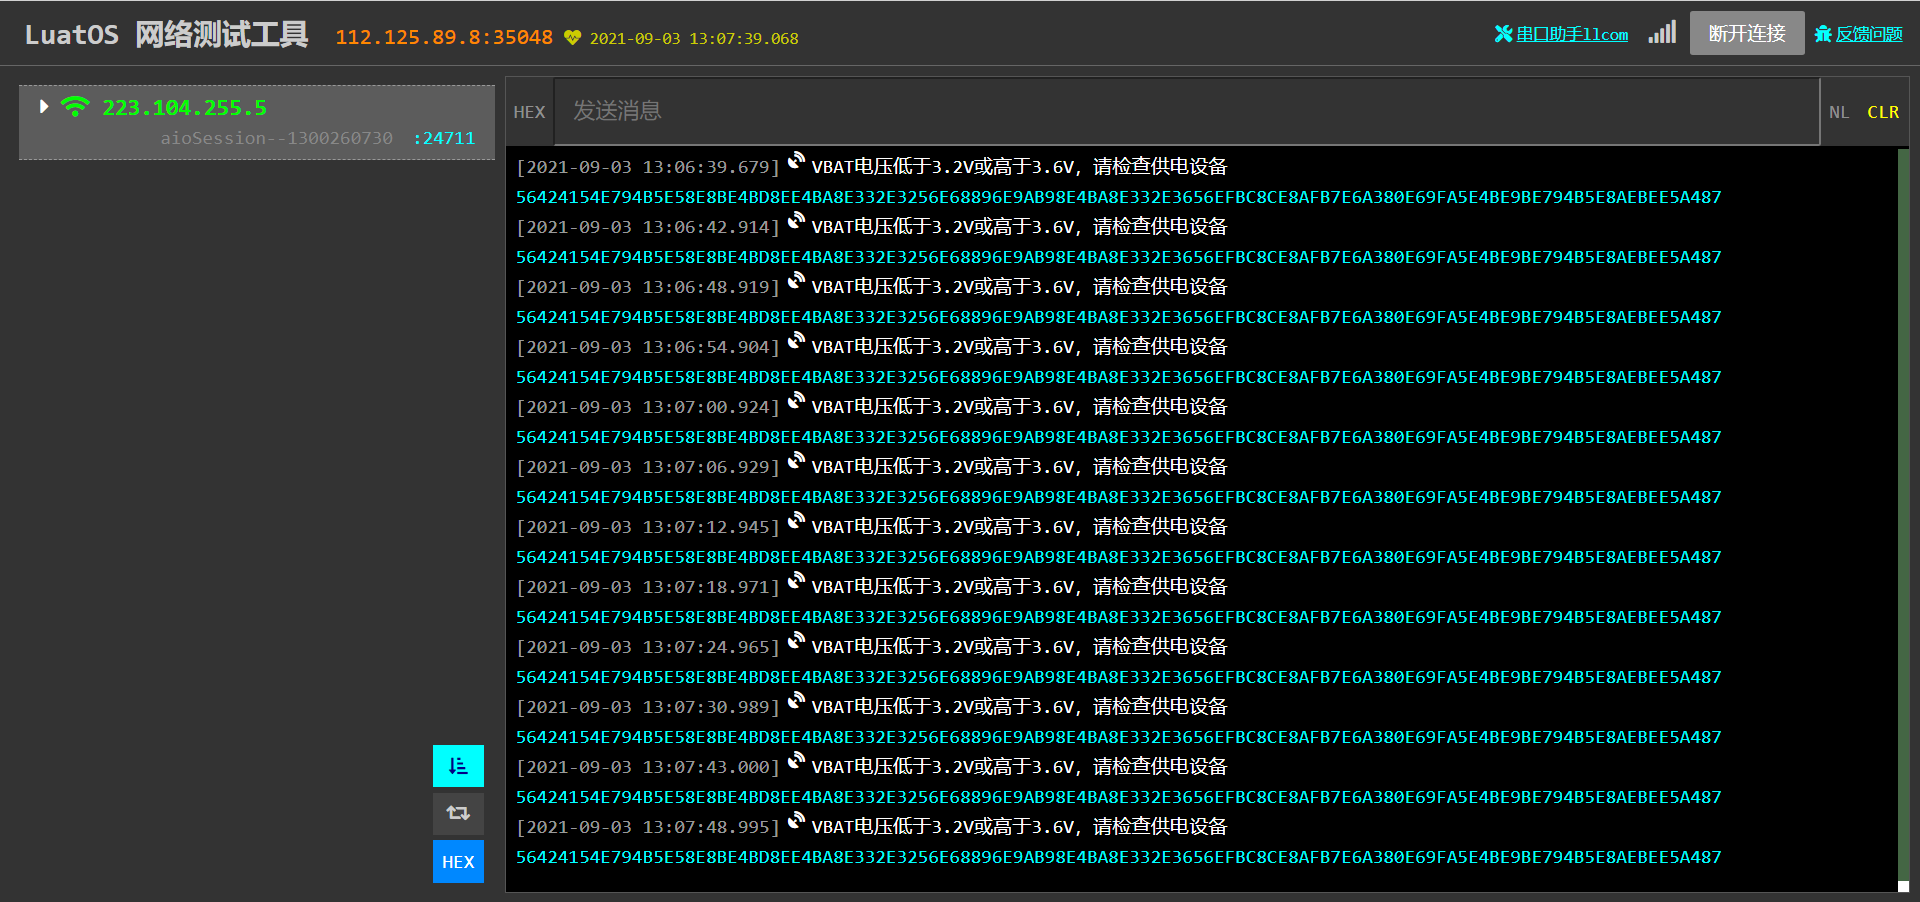 LuatOS 网络测试工具 112.125.89.8:35048 2021-09-03 13:07:39.068 串口助手llcom 断开连接 反馈问题
223.104.255.5
aioSession--1300260730 :24711
HEX 发送消息 NL CLR
[2021-09-03 13:06:39.679] VBAT电压低于3.2V或高于3.6V，请检查供电设备
56424154E794B5E58E8BE4BD8EE4BA8E332E3256E68896E9AB98E4BA8E332E3656EFBC8CE8AFB7E6A380E69FA5E4BE9BE794B5E8AEBEE5A487
[2021-09-03 13:06:42.914] VBAT电压低于3.2V或高于3.6V，请检查供电设备
56424154E794B5E58E8BE4BD8EE4BA8E332E3256E68896E9AB98E4BA8E332E3656EFBC8CE8AFB7E6A380E69FA5E4BE9BE794B5E8AEBEE5A487
[2021-09-03 13:06:48.919] VBAT电压低于3.2V或高于3.6V，请检查供电设备
56424154E794B5E58E8BE4BD8EE4BA8E332E3256E68896E9AB98E4BA8E332E3656EFBC8CE8AFB7E6A380E69FA5E4BE9BE794B5E8AEBEE5A487
[2021-09-03 13:06:54.904] VBAT电压低于3.2V或高于3.6V，请检查供电设备
56424154E794B5E58E8BE4BD8EE4BA8E332E3256E68896E9AB98E4BA8E332E3656EFBC8CE8AFB7E6A380E69FA5E4BE9BE794B5E8AEBEE5A487
[2021-09-03 13:07:00.924] VBAT电压低于3.2V或高于3.6V，请检查供电设备
56424154E794B5E58E8BE4BD8EE4BA8E332E3256E68896E9AB98E4BA8E332E3656EFBC8CE8AFB7E6A380E69FA5E4BE9BE794B5E8AEBEE5A487
[2021-09-03 13:07:06.929] VBAT电压低于3.2V或高于3.6V，请检查供电设备
56424154E794B5E58E8BE4BD8EE4BA8E332E3256E68896E9AB98E4BA8E332E3656EFBC8CE8AFB7E6A380E69FA5E4BE9BE794B5E8AEBEE5A487
[2021-09-03 13:07:12.945] VBAT电压低于3.2V或高于3.6V，请检查供电设备
56424154E794B5E58E8BE4BD8EE4BA8E332E3256E68896E9AB98E4BA8E332E3656EFBC8CE8AFB7E6A380E69FA5E4BE9BE794B5E8AEBEE5A487
[2021-09-03 13:07:18.971] VBAT电压低于3.2V或高于3.6V，请检查供电设备
56424154E794B5E58E8BE4BD8EE4BA8E332E3256E68896E9AB98E4BA8E332E3656EFBC8CE8AFB7E6A380E69FA5E4BE9BE794B5E8AEBEE5A487
[2021-09-03 13:07:24.965] VBAT电压低于3.2V或高于3.6V，请检查供电设备
56424154E794B5E58E8BE4BD8EE4BA8E332E3256E68896E9AB98E4BA8E332E3656EFBC8CE8AFB7E6A380E69FA5E4BE9BE794B5E8AEBEE5A487
[2021-09-03 13:07:30.989] VBAT电压低于3.2V或高于3.6V，请检查供电设备
56424154E794B5E58E8BE4BD8EE4BA8E332E3256E68896E9AB98E4BA8E332E3656EFBC8CE8AFB7E6A380E69FA5E4BE9BE794B5E8AEBEE5A487
[2021-09-03 13:07:43.000] VBAT电压低于3.2V或高于3.6V，请检查供电设备
56424154E794B5E58E8BE4BD8EE4BA8E332E3256E68896E9AB98E4BA8E332E3656EFBC8CE8AFB7E6A380E69FA5E4BE9BE794B5E8AEBEE5A487
[2021-09-03 13:07:48.995] VBAT电压低于3.2V或高于3.6V，请检查供电设备
56424154E794B5E58E8BE4BD8EE4BA8E332E3256E68896E9AB98E4BA8E332E3656EFBC8CE8AFB7E6A380E69FA5E4BE9BE794B5E8AEBEE5A487
HEX